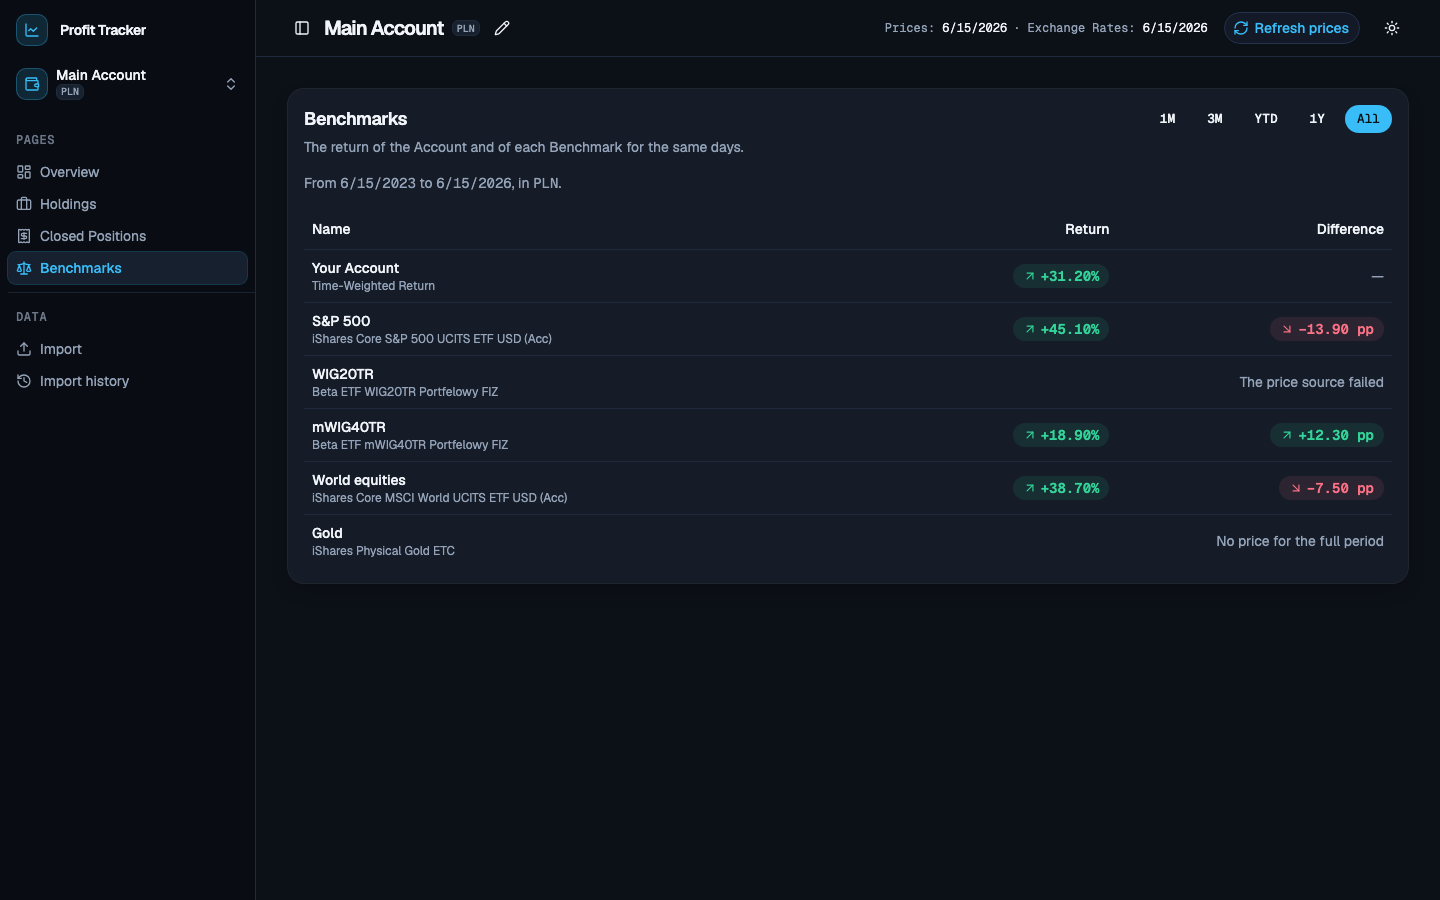 Profit Tracker
Main Account
PLN
PAGES
Overview
Holdings
Closed Positions
Benchmarks
DATA
Import
Import history
Main Account PLN
Prices: 6/15/2026 · Exchange Rates: 6/15/2026
Refresh prices
Benchmarks
1M 3M YTD 1Y All
The return of the Account and of each Benchmark for the same days.
From 6/15/2023 to 6/15/2026, in PLN.
Name Return Difference
Your Account
Time-Weighted Return
+31.20% —
S&P 500
iShares Core S&P 500 UCITS ETF USD (Acc)
+45.10% −13.90 pp
WIG20TR
Beta ETF WIG20TR Portfelowy FIZ
The price source failed
mWIG40TR
Beta ETF mWIG40TR Portfelowy FIZ
+18.90% +12.30 pp
World equities
iShares Core MSCI World UCITS ETF USD (Acc)
+38.70% −7.50 pp
Gold
iShares Physical Gold ETC
No price for the full period